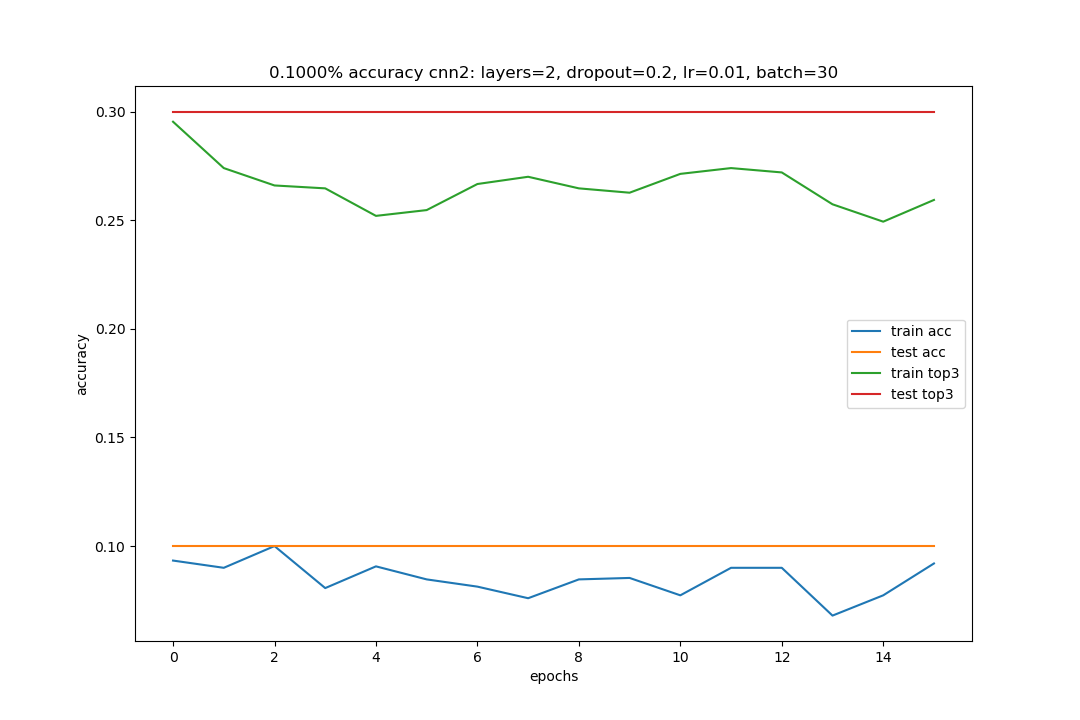 0.1000% accuracy cnn2: layers=2, dropout=0.2, lr=0.01, batch=30
0.30
0.25
0.20
0.15
0.10
accuracy
train acc
test acc
train top3
test top3
0 2 4 6 8 10 12 14
epochs